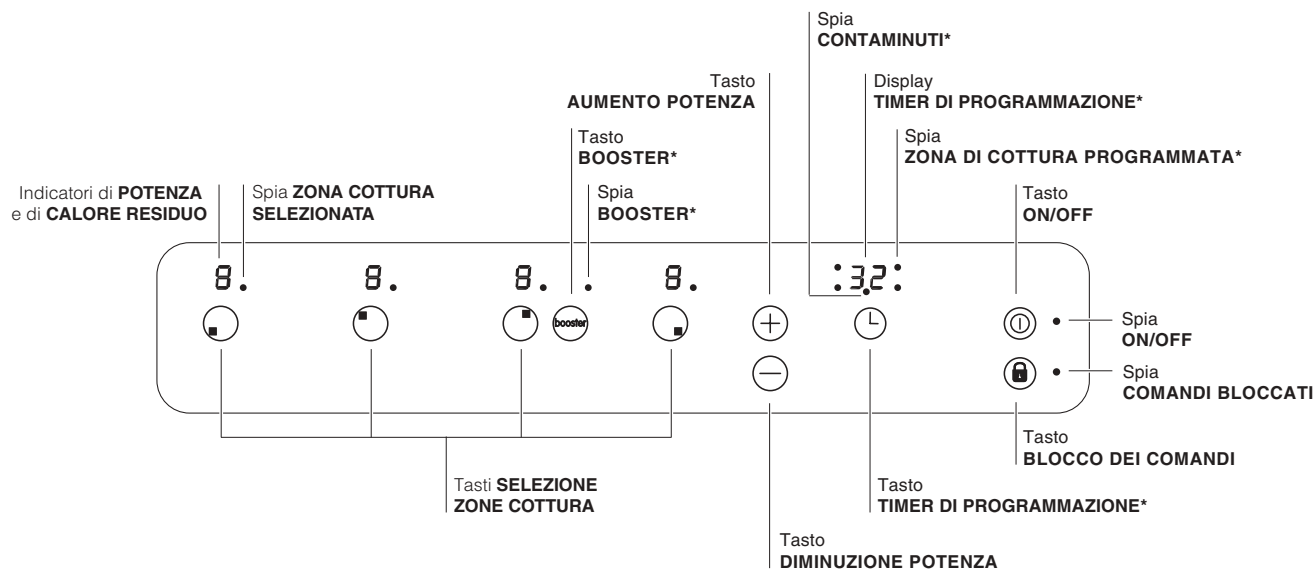 Spia
CONTAMINUTI*
Tasto
AUMENTO POTENZA
Display
TIMER DI PROGRAMMAZIONE*
Tasto
BOOSTER*
Spia
ZONA DI COTTURA PROGRAMMATA*
Indicatori di POTENZA
e di CALORE RESIDUO
Spia ZONA COTTURA
SELEZIONATA
Spia
BOOSTER*
Tasto
ON/OFF
8. 8. 8. 8. 32
booster
Spia
ON/OFF
Spia
COMANDI BLOCCATI
Tasto
BLOCCO DEI COMANDI
Tasti SELEZIONE
ZONE COTTURA
Tasto
TIMER DI PROGRAMMAZIONE*
Tasto
DIMINUZIONE POTENZA